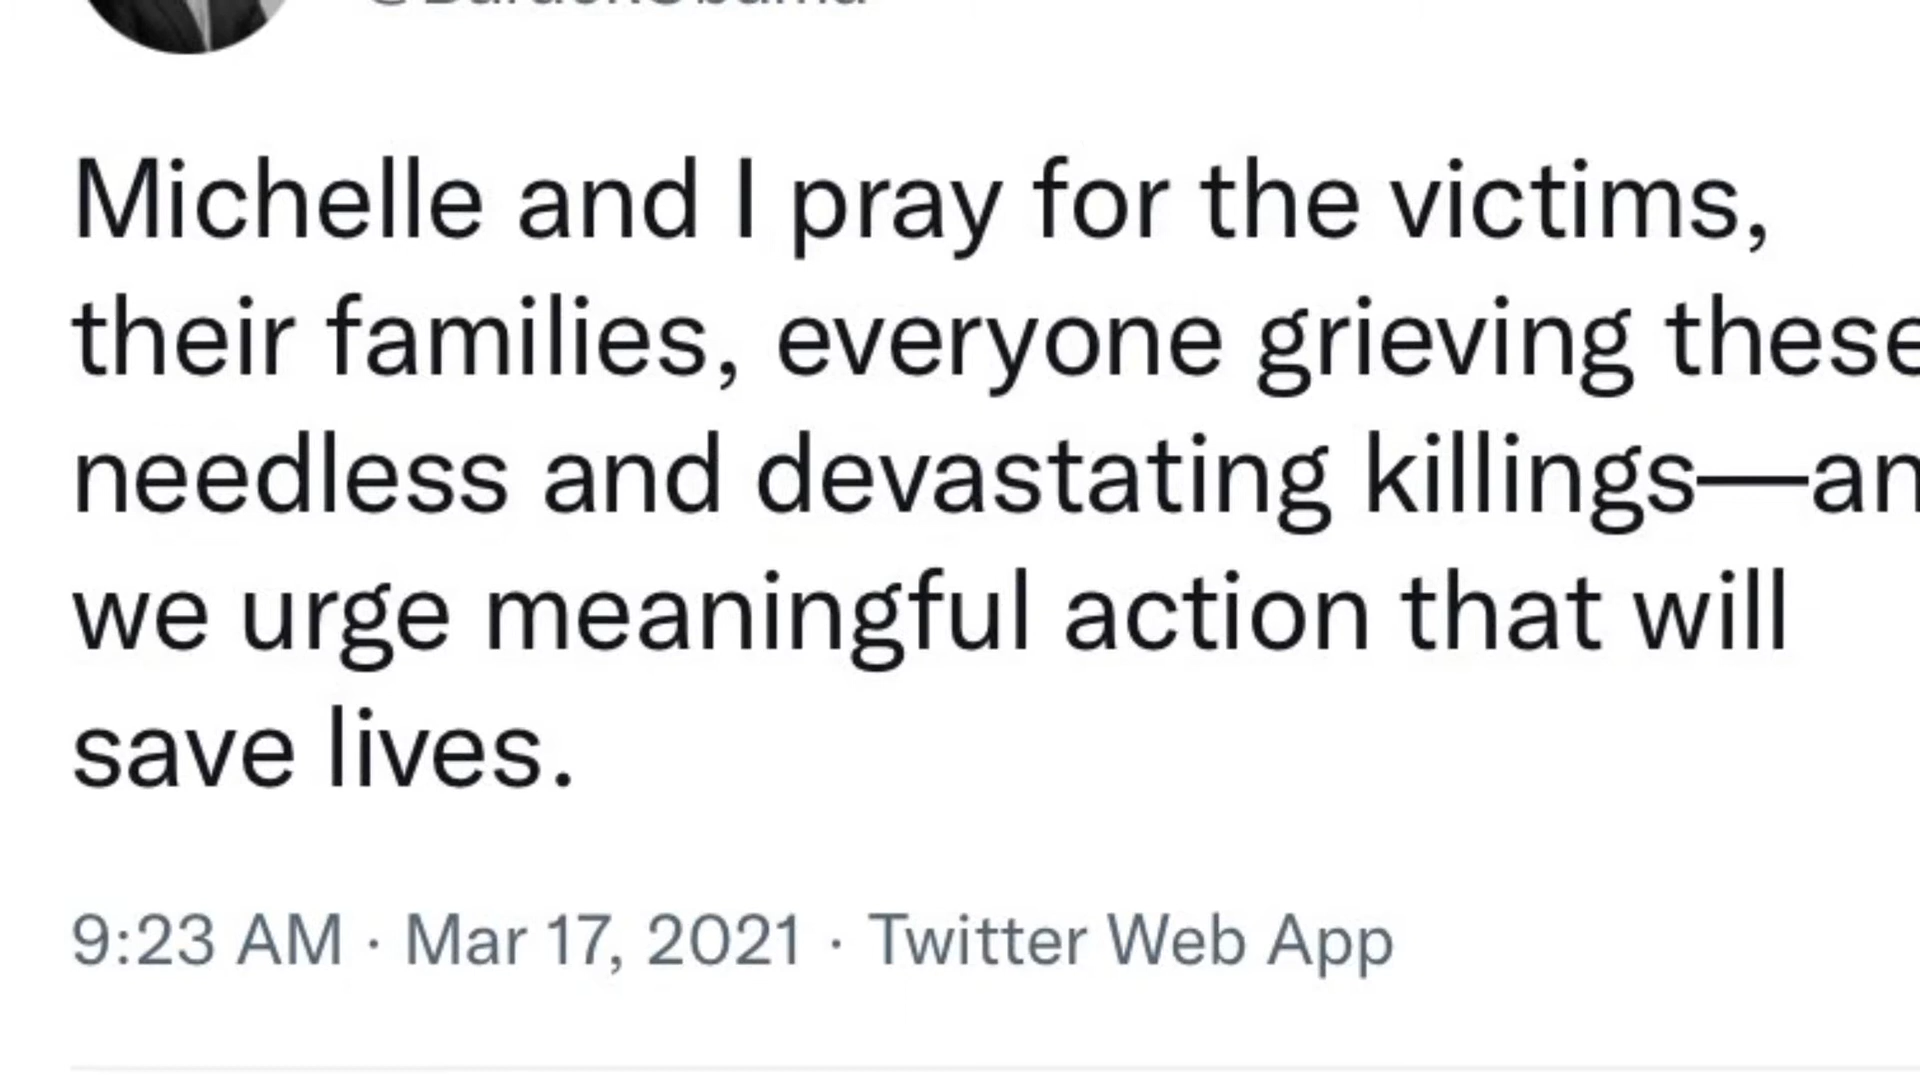 @BarackObama
Michelle and I pray for the victims,
their families, everyone grieving these
needless and devastating killings—an
we urge meaningful action that will
save lives.
9:23 AM · Mar 17, 2021 · Twitter Web App